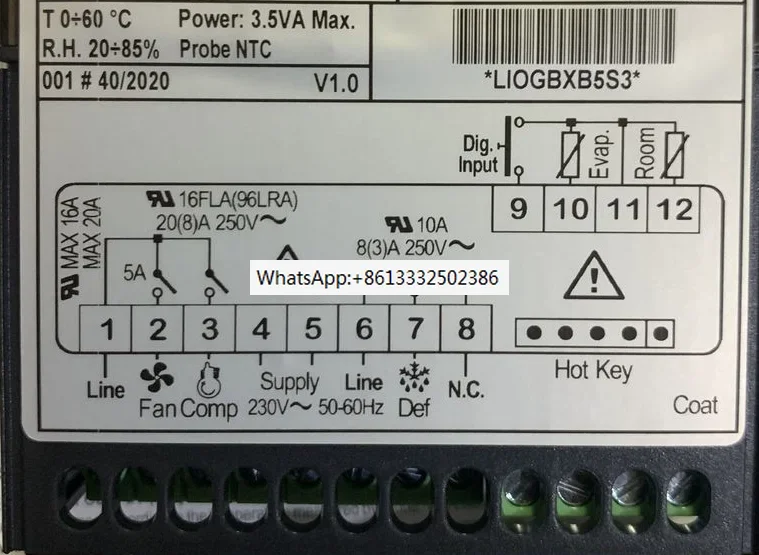 T 0÷60 °C Power: 3.5VA Max.
R.H. 20÷85% Probe NTC
001 # 40/2020 V1.0
*LIOGBXB5S3*
Dig. Input
Evap.
Room
9 10 11 12
MAX 16A
MAX 20A
16FLA(96LRA)
20(8)A 250V~
10A
8(3)A 250V~
5A
WhatsApp:+8613332502386
1 2 3 4 5 6 7 8
Line Fan Comp Supply 230V~ 50-60Hz Line Def N.C.
Hot Key
Coat